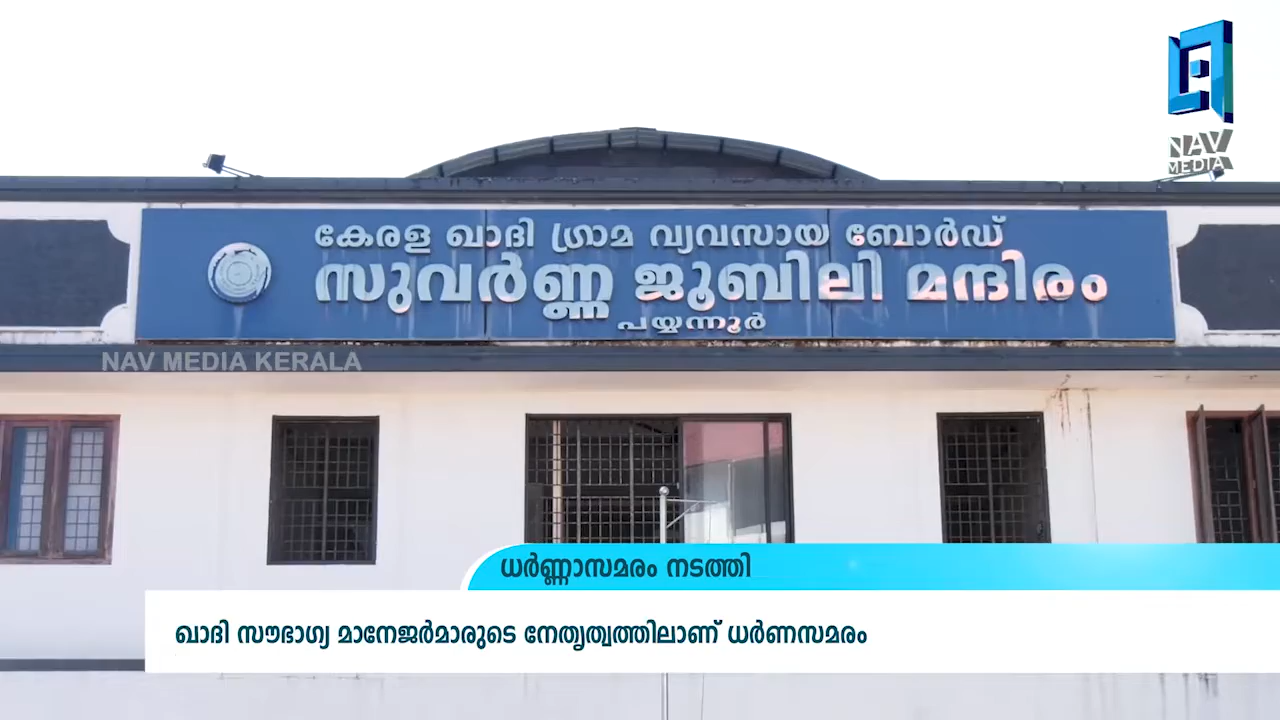 NAV
MEDIA
കേരള ഖാദി ഗ്രാമ വ്യവസായ ബോർഡ്
സുവർണ്ണ ജൂബിലി മന്ദിരം
പയ്യന്നൂർ
NAV MEDIA KERALA
ധർണ്ണാസമരം നടത്തി
ഖാദി സൗഭാഗ്യ മാനേജർമാരുടെ നേതൃത്വത്തിലാണ് ധർണസമരം